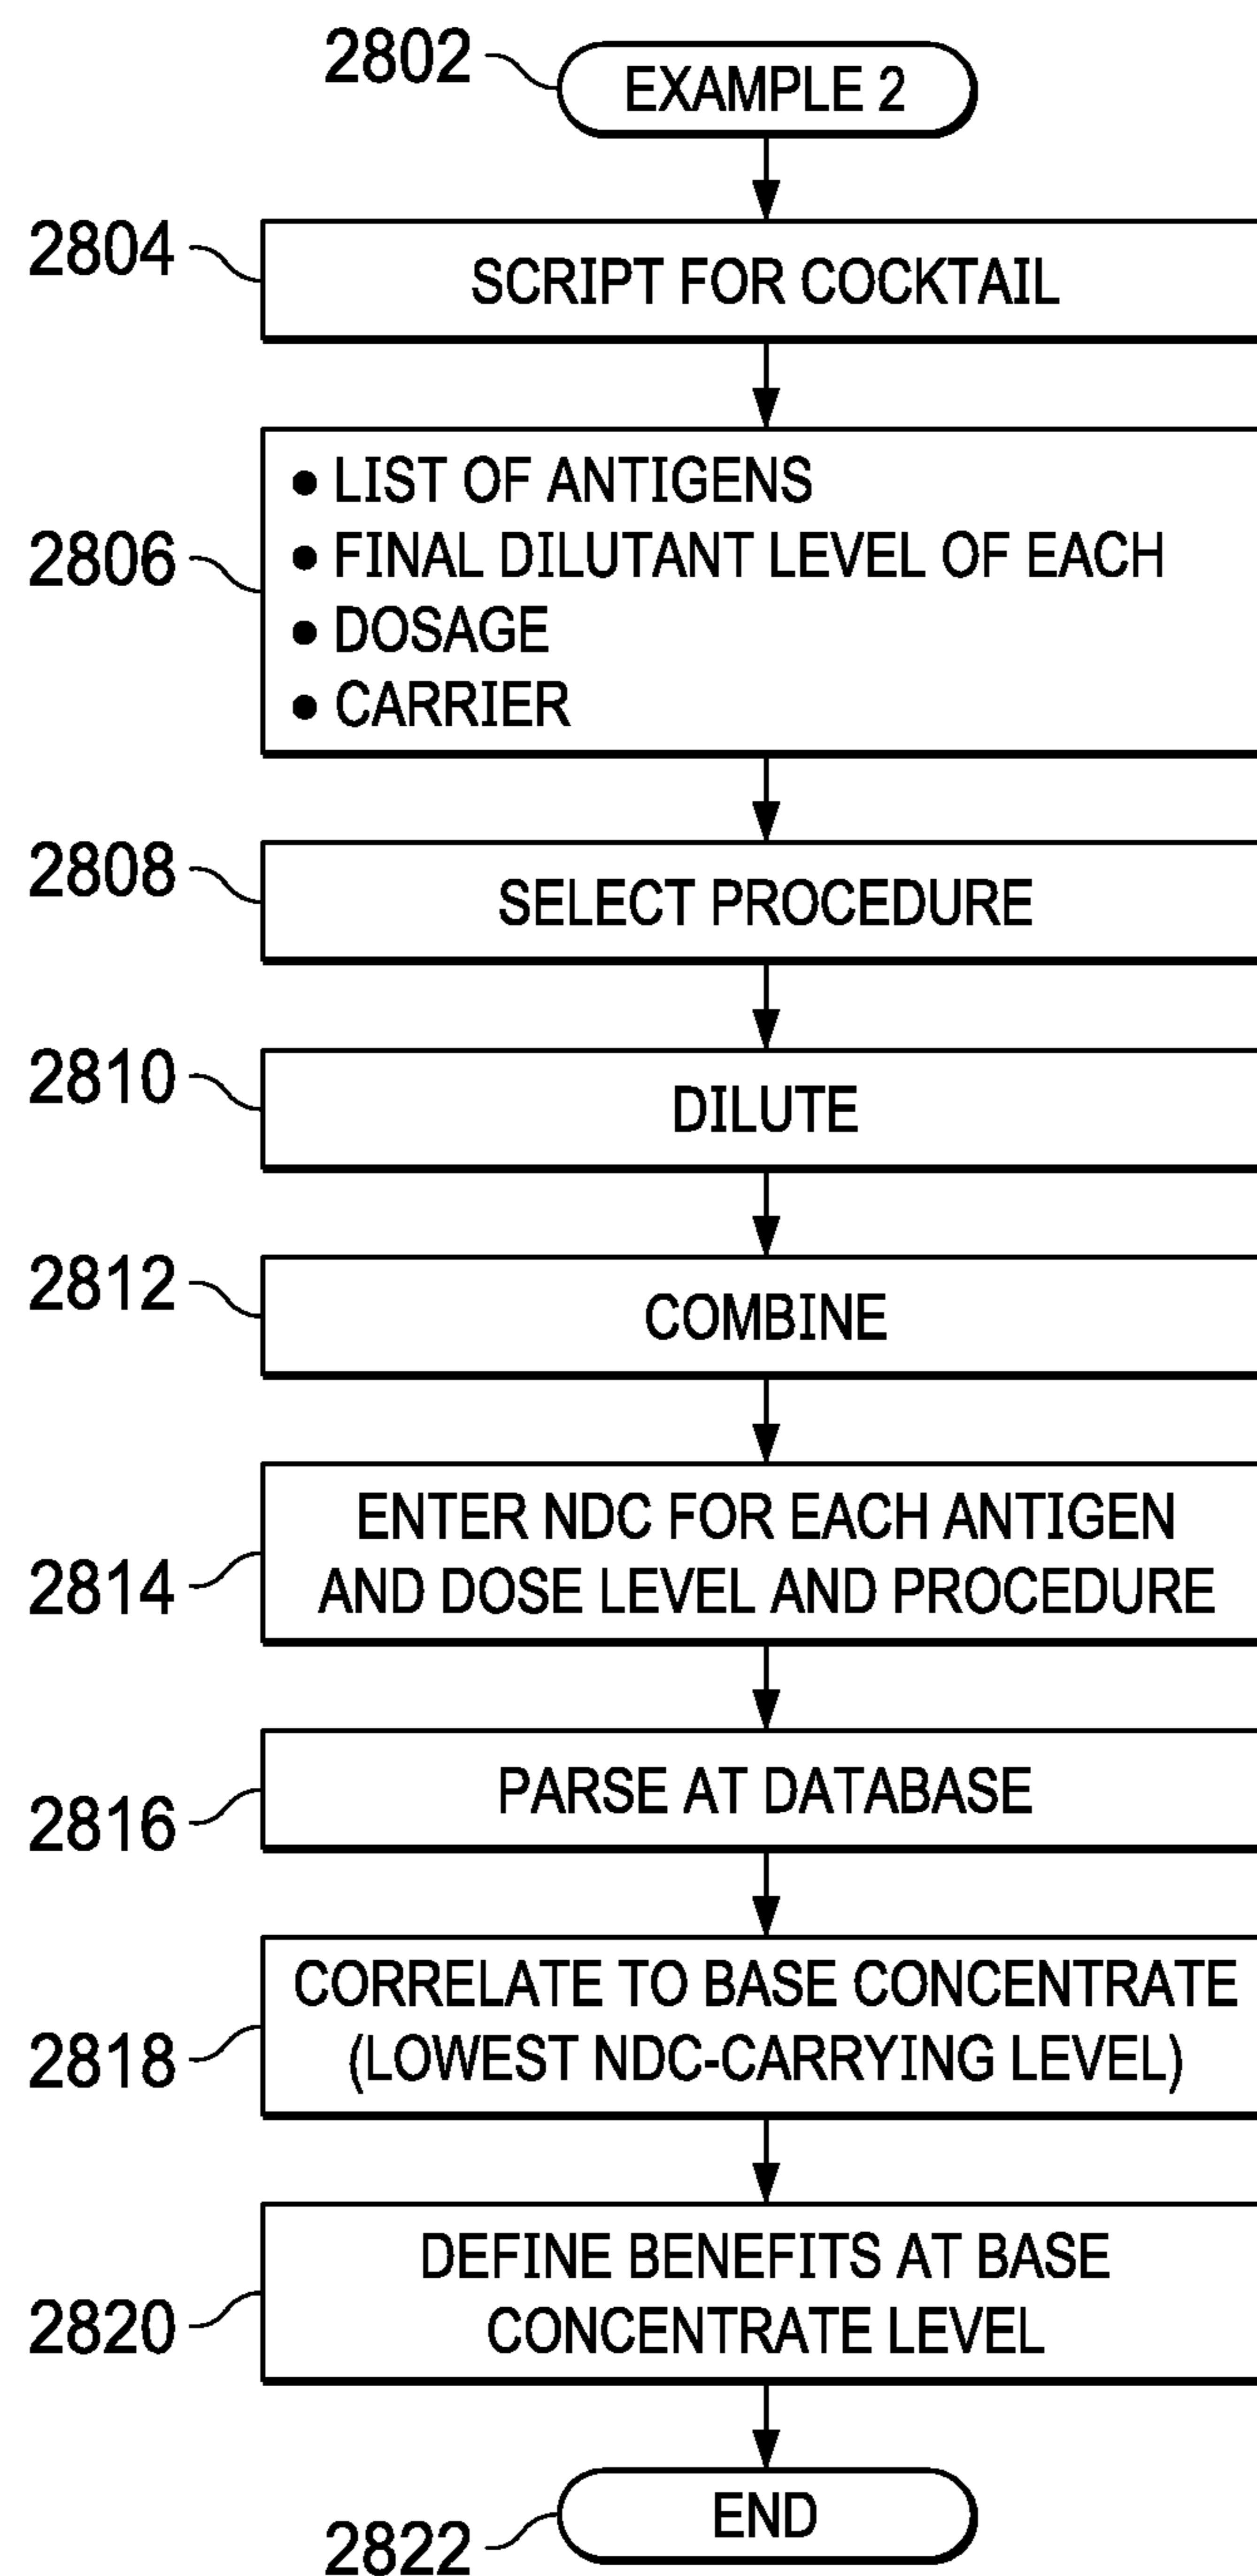 2802
EXAMPLE 2
2804
SCRIPT FOR COCKTAIL
2806
• LIST OF ANTIGENS
• FINAL DILUTANT LEVEL OF EACH
• DOSAGE
• CARRIER
2808
SELECT PROCEDURE
2810
DILUTE
2812
COMBINE
2814
ENTER NDC FOR EACH ANTIGEN
AND DOSE LEVEL AND PROCEDURE
2816
PARSE AT DATABASE
2818
CORRELATE TO BASE CONCENTRATE
(LOWEST NDC-CARRYING LEVEL)
2820
DEFINE BENEFITS AT BASE
CONCENTRATE LEVEL
2822
END